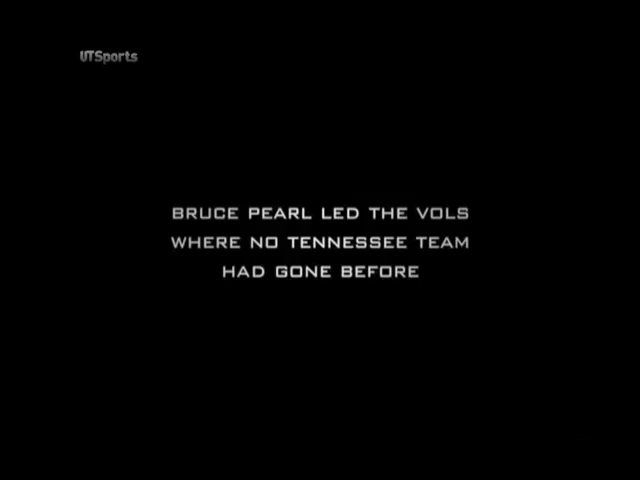 UTSports
BRUCE PEARL LED THE VOLS
WHERE NO TENNESSEE TEAM
HAD GONE BEFORE